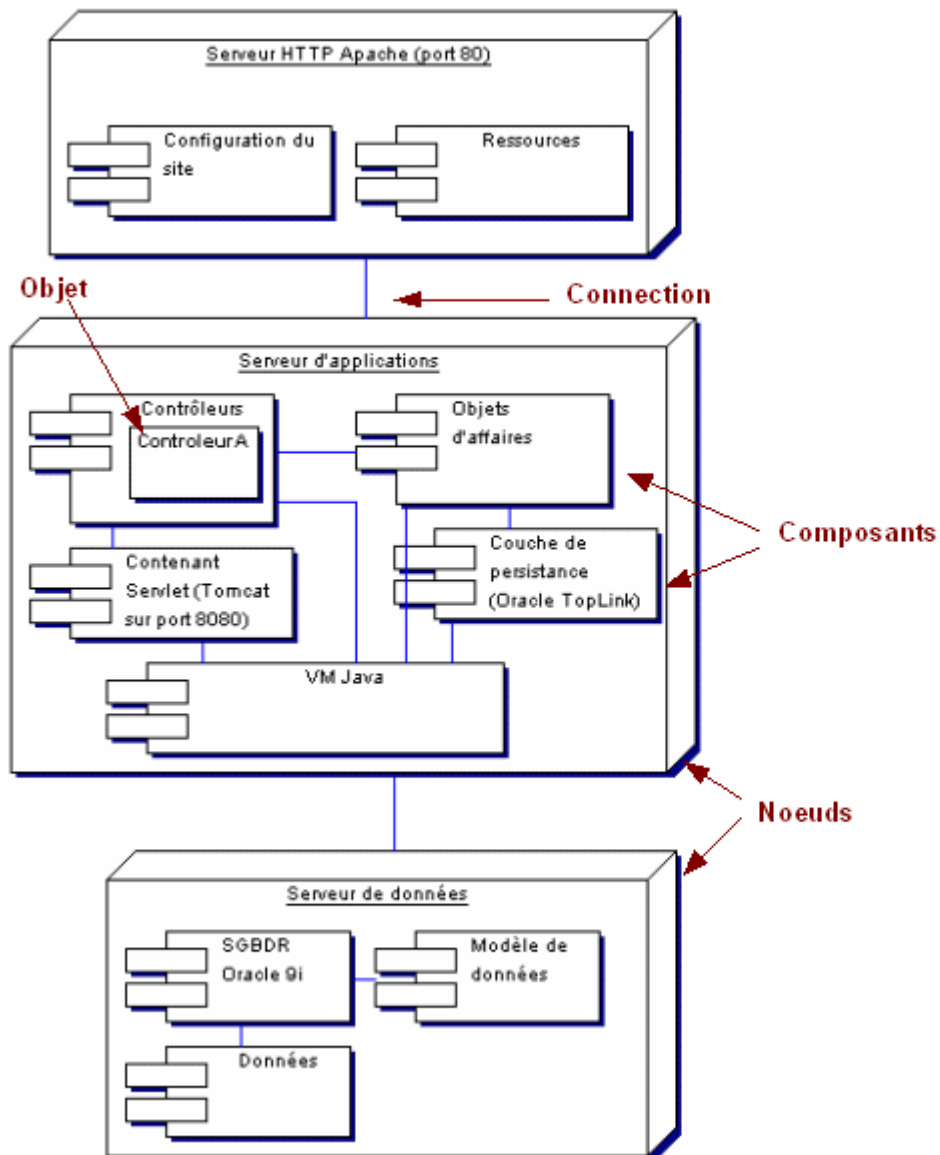 Serveur HTTP Apache (port 80)
Configuration du
site
Ressources
Objet
Connection
Serveur d'applications
Contrôleurs
ControleurA
Objets
d'affaires
Composants
Contenant
Servlet (Tomcat
sur port 8080)
Couche de
persistance
(Oracle TopLink)
VM Java
Noeuds
Serveur de données
SGBDR
Oracle 9i
Modèle de
données
Données